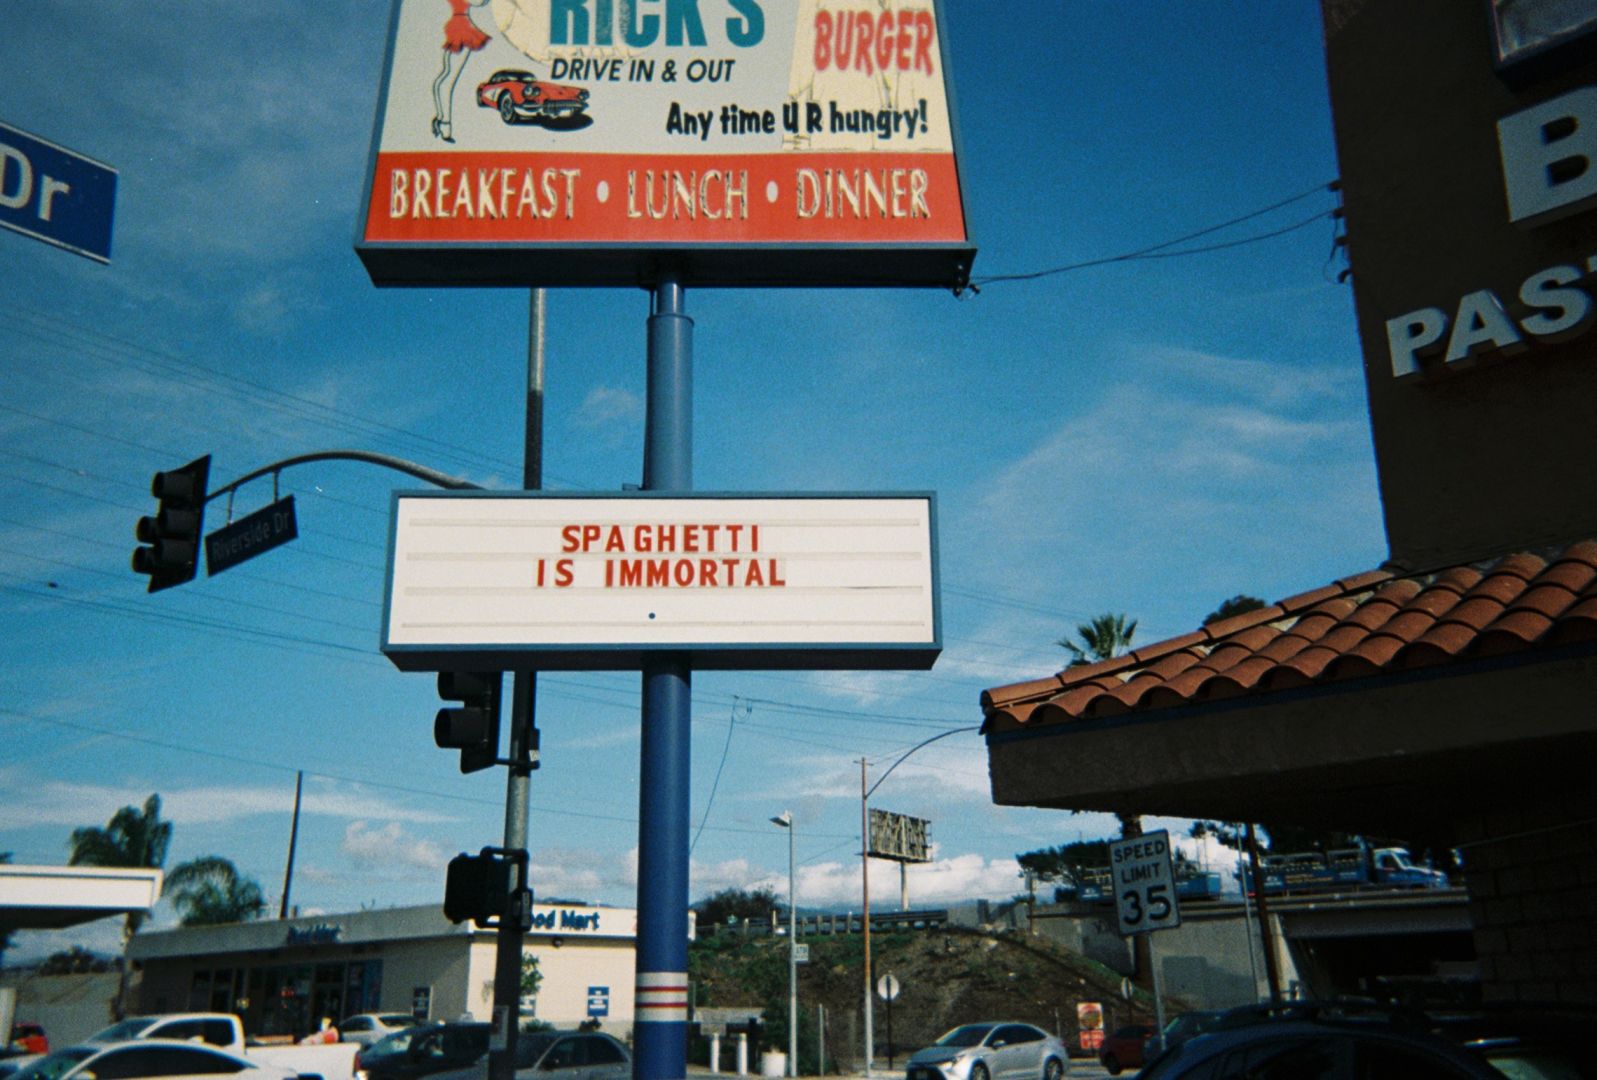 RICK'S
BURGER
DRIVE IN & OUT
Any time U R hungry!
BREAKFAST • LUNCH • DINNER
Dr
B
PAS
Riverside Dr
SPAGHETTI
IS IMMORTAL
SPEED
LIMIT
35
Food Mart